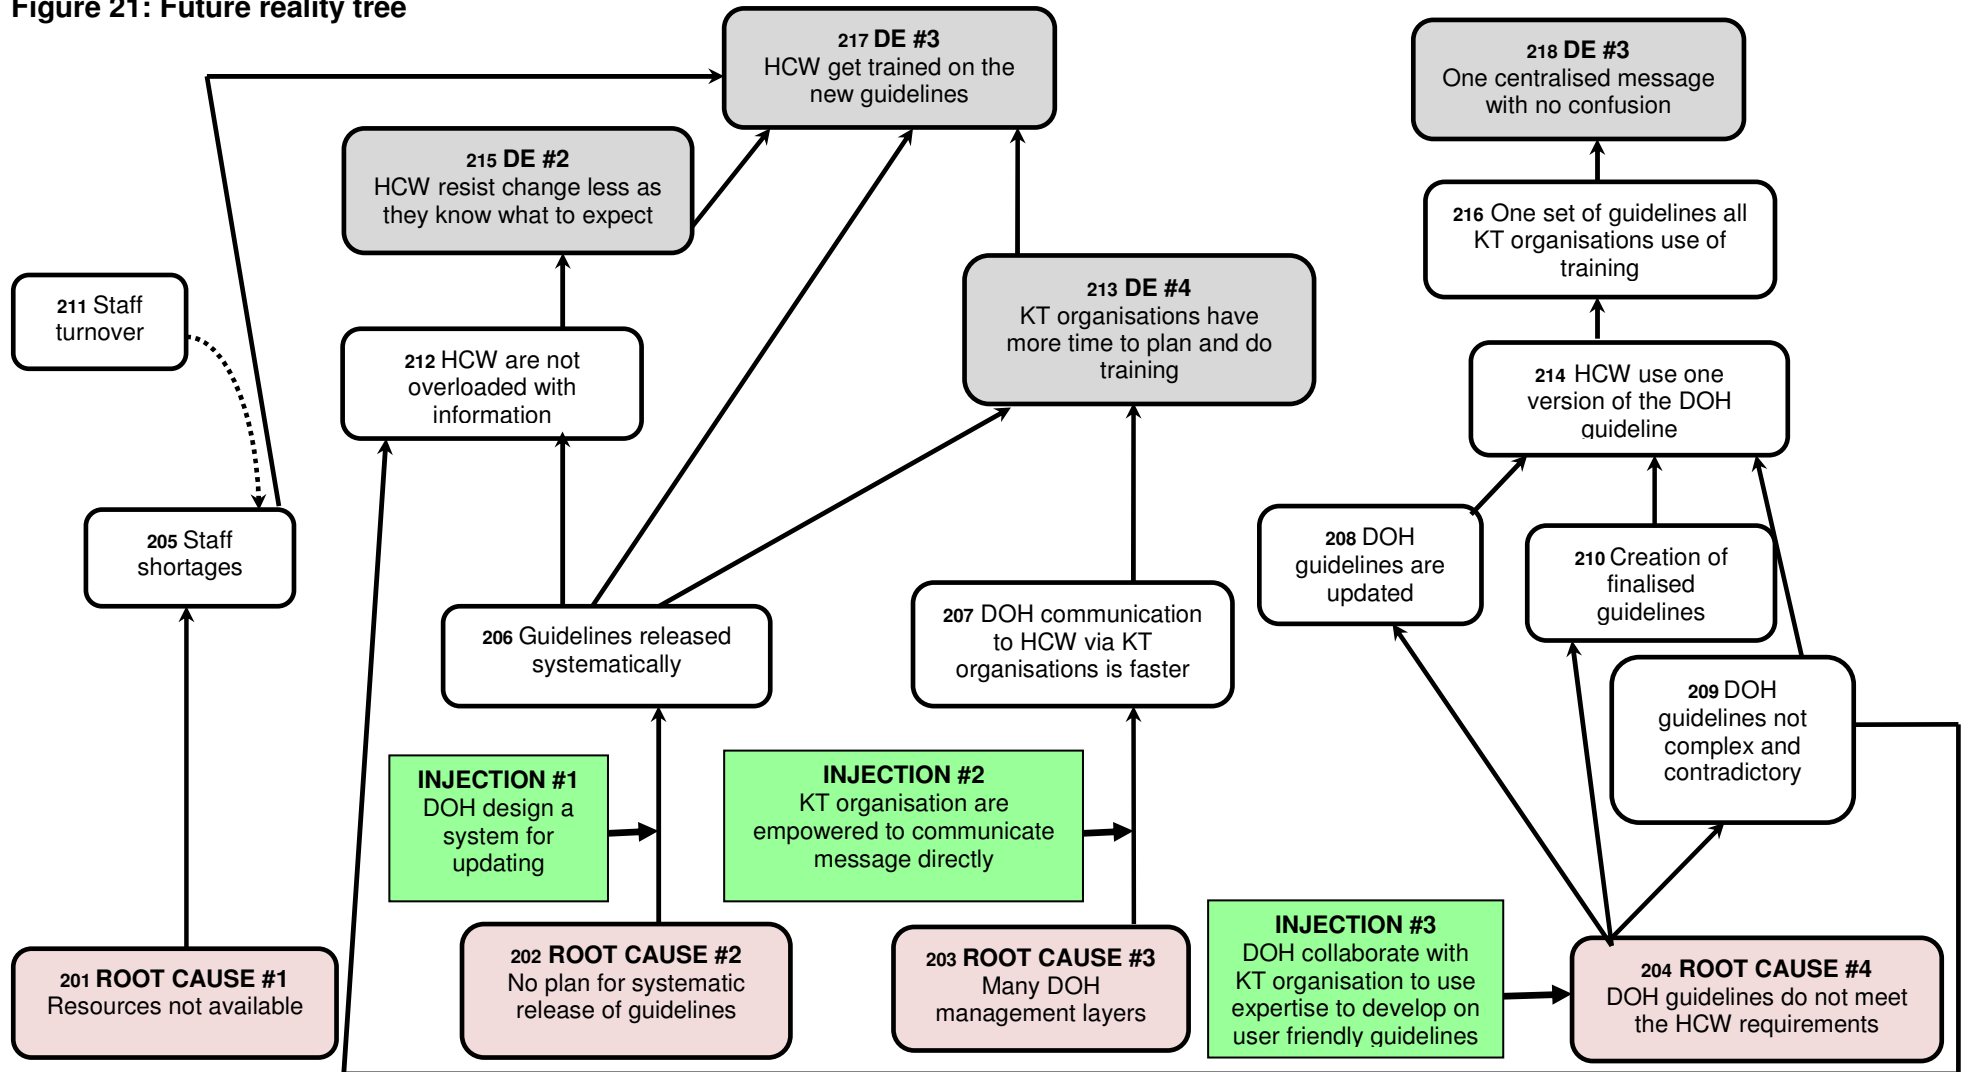 Figure 21: Future reality tree
217 DE #3
HCW get trained on the
new guidelines
218 DE #3
One centralised message
with no confusion
215 DE #2
HCW resist change less as
they know what to expect
216 One set of guidelines all
KT organisations use of
training
211 Staff
turnover
213 DE #4
KT organisations have
more time to plan and do
training
212 HCW are not
overloaded with
information
214 HCW use one
version of the DOH
guideline
205 Staff
shortages
208 DOH
guidelines are
updated
210 Creation of
finalised
guidelines
206 Guidelines released
systematically
207 DOH communication
to HCW via KT
organisations is faster
209 DOH
guidelines not
complex and
contradictory
INJECTION #1
DOH design a
system for
updating
INJECTION #2
KT organisation are
empowered to communicate
message directly
INJECTION #3
DOH collaborate with
KT organisation to use
expertise to develop on
user friendly guidelines
201 ROOT CAUSE #1
Resources not available
202 ROOT CAUSE #2
No plan for systematic
release of guidelines
203 ROOT CAUSE #3
Many DOH
management layers
204 ROOT CAUSE #4
DOH guidelines do not meet
the HCW requirements